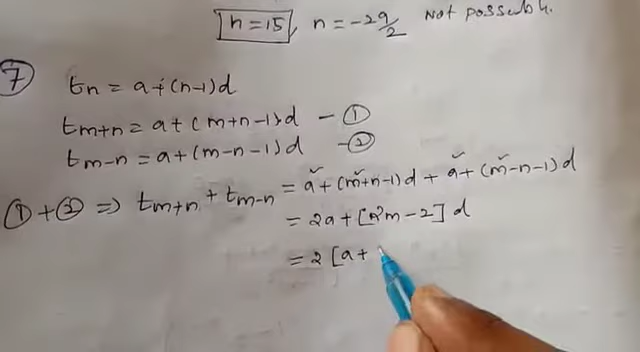 n=15, n=-29/2 Not possible.
7 tn = a+(n-1)d
tm+n = a+(m+n-1)d - ①
tm-n = a+(m-n-1)d - ②
①+② ⇒ tm+n + tm-n = a+(m+n-1)d + a+(m-n-1)d
= 2a+[2m-2]d
= 2[a+